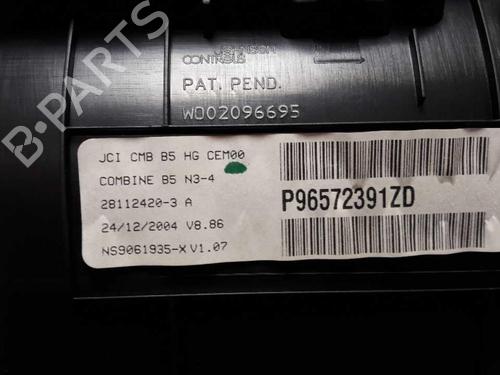 JOHNSON
CONTROLS
PAT. PEND.
WO02096695
JCI CMB B5 HG CEM00
COMBINE B5 N3-4
28112420-3 A
24/12/2004 V8.86
NS9061935-X V1.07
P96572391ZD
B-PARTS